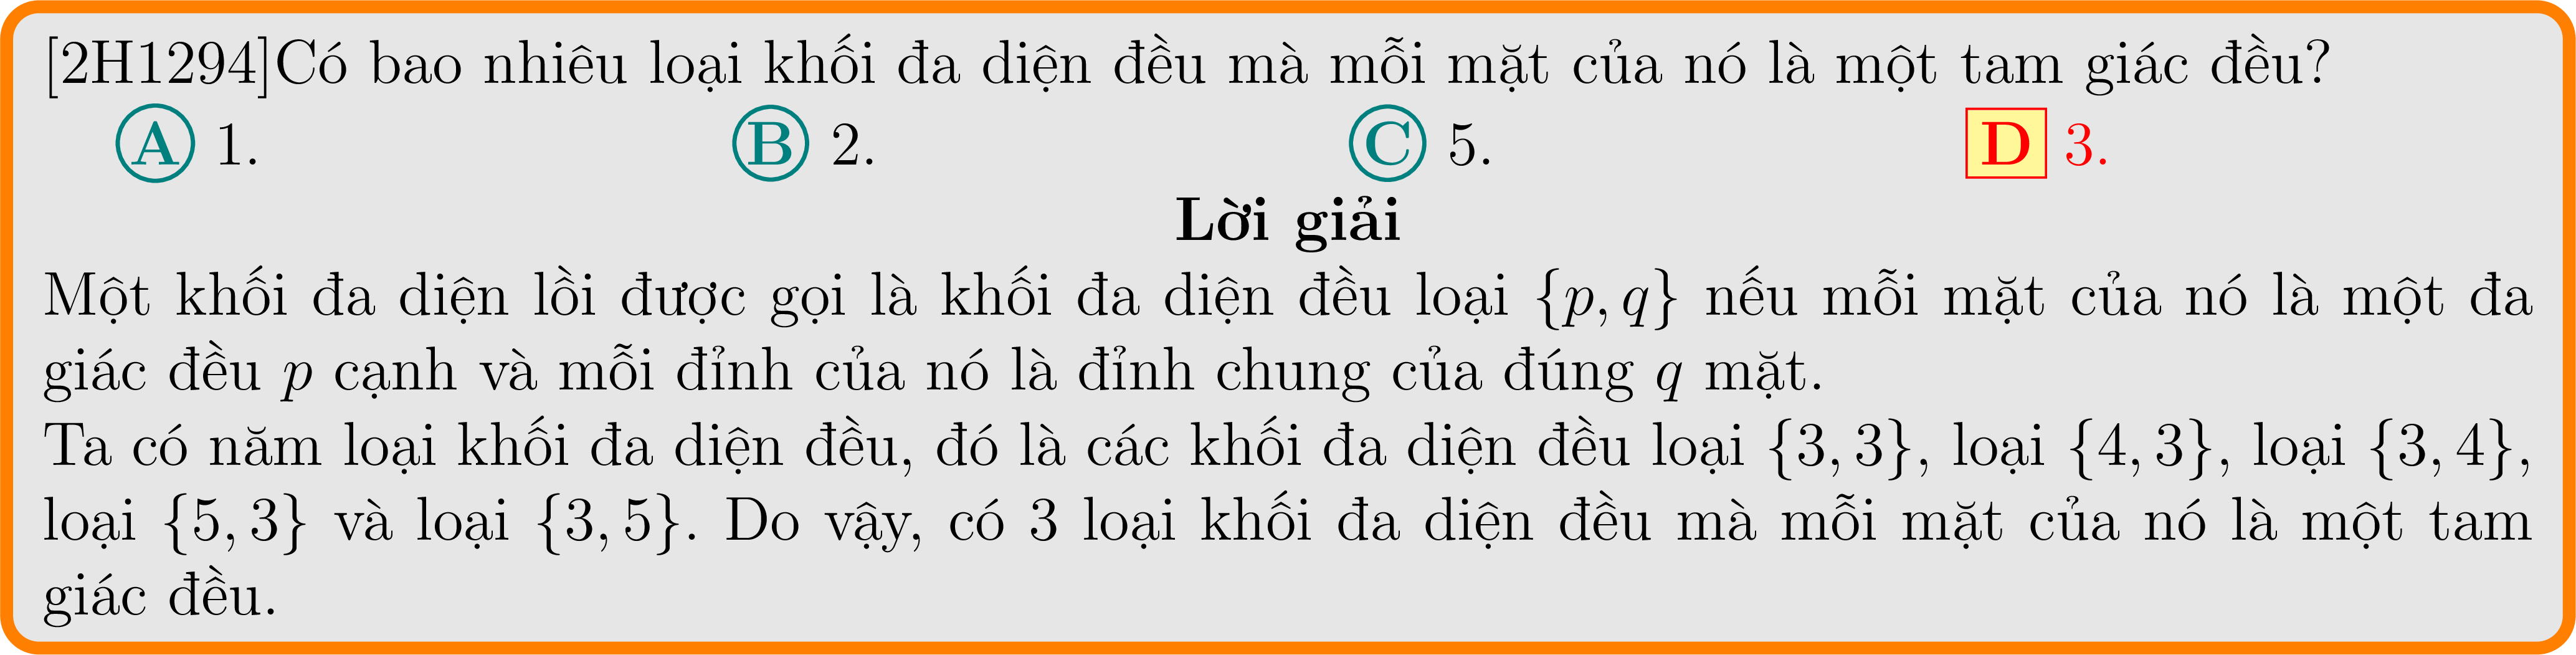 [2H1294]Có bao nhiêu loại khối đa diện đều mà mỗi mặt của nó là một tam giác đều?
A 1. B 2. C 5. D 3.
Lời giải
Một khối đa diện lồi được gọi là khối đa diện đều loại {p, q} nếu mỗi mặt của nó là một đa
giác đều p cạnh và mỗi đỉnh của nó là đỉnh chung của đúng q mặt.
Ta có năm loại khối đa diện đều, đó là các khối đa diện đều loại {3, 3}, loại {4, 3}, loại {3, 4},
loại {5, 3} và loại {3, 5}. Do vậy, có 3 loại khối đa diện đều mà mỗi mặt của nó là một tam
giác đều.